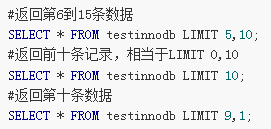 #返回第6到15条数据
SELECT * FROM testinnodb LIMIT 5,10;
#返回前十条记录，相当于LIMIT 0,10
SELECT * FROM testinnodb LIMIT 10;
#返回第十条数据
SELECT * FROM testinnodb LIMIT 9,1;